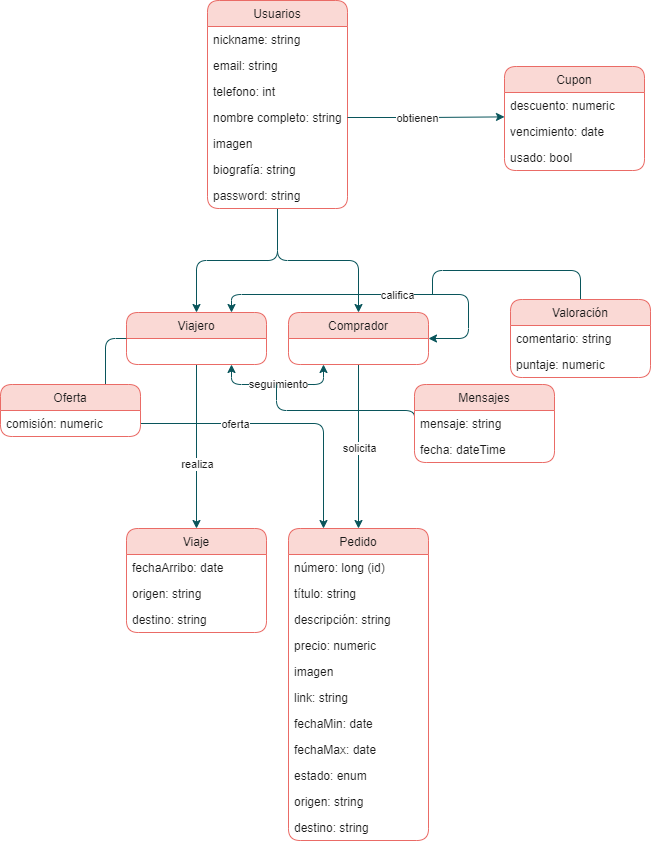 Usuarios
nickname: string
email: string
telefono: int
nombre completo: string
imagen
biografía: string
password: string
obtienen
Cupon
descuento: numeric
vencimiento: date
usado: bool
califica
Viajero
Comprador
Valoración
comentario: string
puntaje: numeric
seguimiento
Oferta
comisión: numeric
oferta
Mensajes
mensaje: string
fecha: dateTime
realiza
solicita
Viaje
fechaArribo: date
origen: string
destino: string
Pedido
número: long (id)
título: string
descripción: string
precio: numeric
imagen
link: string
fechaMin: date
fechaMax: date
estado: enum
origen: string
destino: string